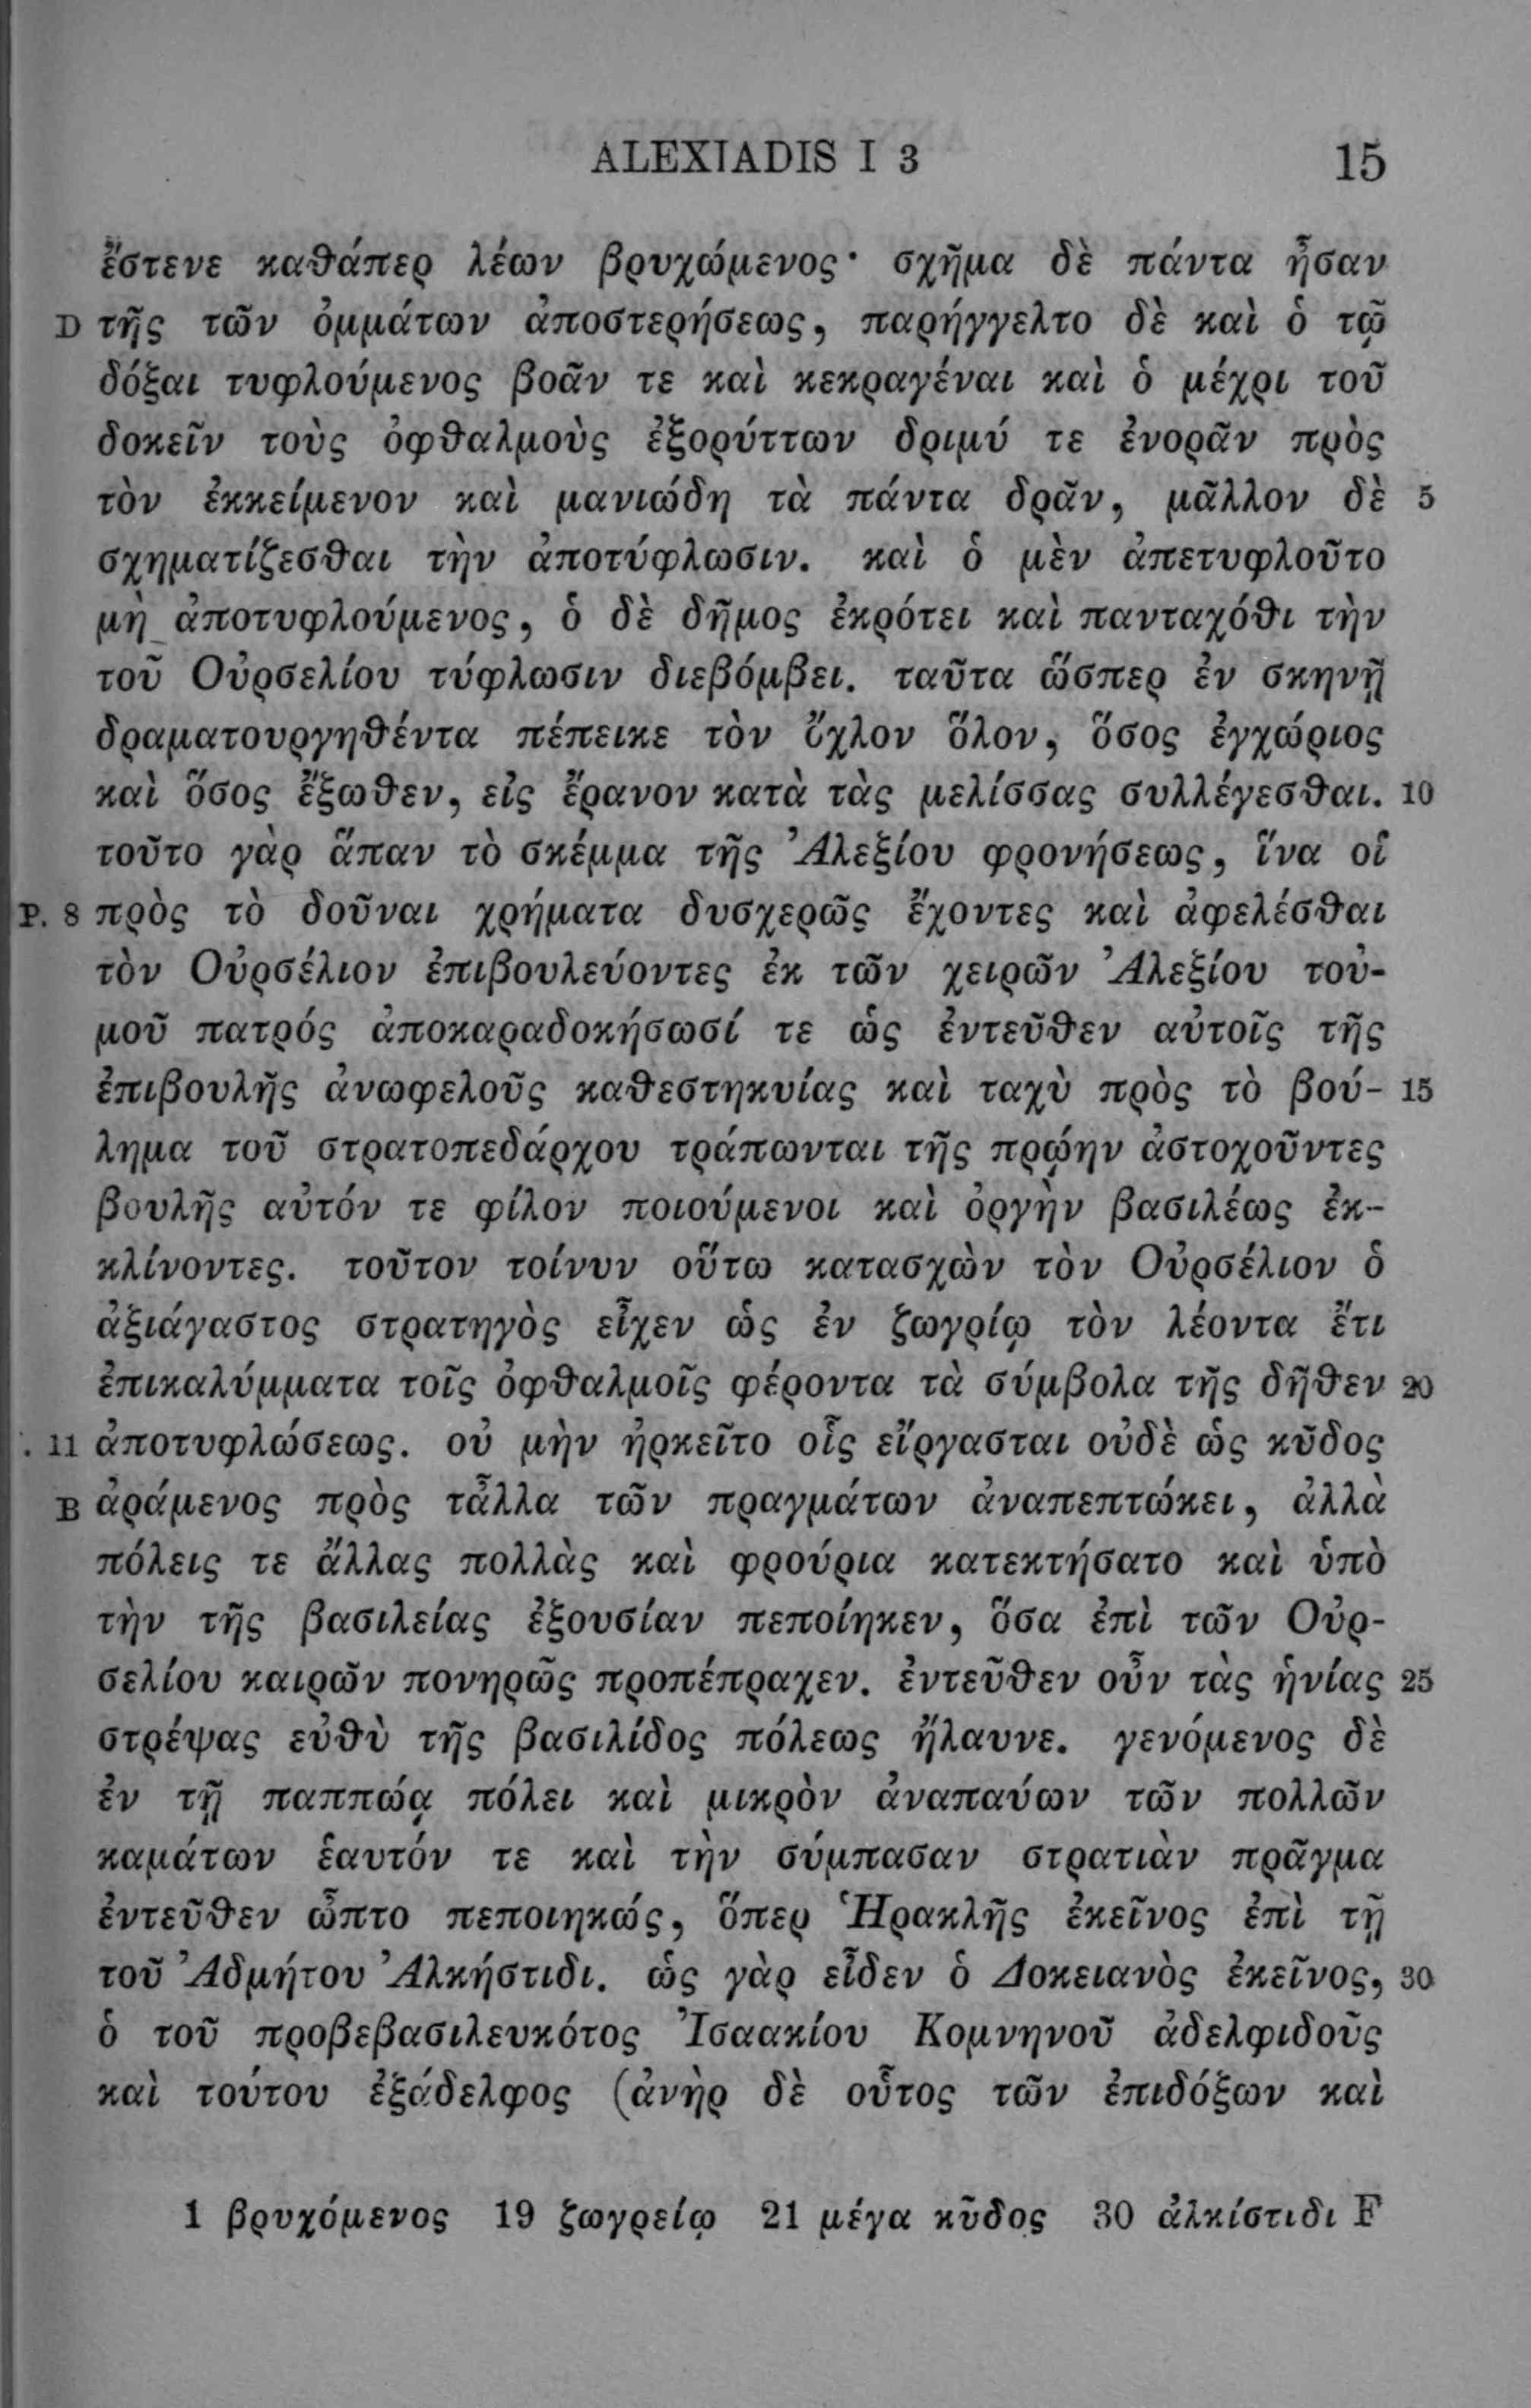 ALEXIADIS I 3 15
ἔστενε καθάπερ λέων βρυχώμενος· σχῆμα δὲ πάντα ἦσαν
D τῆς τῶν ὀμμάτων ἀποστερήσεως, παρήγγελτο δὲ καὶ ὁ τῷ
δόξαι τυφλούμενος βοᾶν τε καὶ κεκραγέναι καὶ ὁ μέχρι τοῦ
δοκεῖν τοὺς ὀφθαλμοὺς ἐξορύττων δριμύ τε ἐνορᾶν πρὸς
τὸν ἐκκείμενον καὶ μανιώδη τὰ πάντα δρᾶν, μᾶλλον δὲ 5
σχηματίζεσθαι τὴν ἀποτύφλωσιν. καὶ ὁ μὲν ἀπετυφλοῦτο
μὴ ἀποτυφλούμενος, ὁ δὲ δῆμος ἐκρότει καὶ πανταχόθι τὴν
τοῦ Οὐρσελίου τύφλωσιν διεβόμβει. ταῦτα ὥσπερ ἐν σκηνῇ
δραματουργηθέντα πέπεικε τὸν ὄχλον ὅλον, ὅσος ἐγχώριος
καὶ ὅσος ἔξωθεν, εἰς ἔρανον κατὰ τὰς μελίσσας συλλέγεσθαι. 10
τοῦτο γὰρ ἅπαν τὸ σκέμμα τῆς Ἀλεξίου φρονήσεως, ἵνα οἱ
P. 8 πρὸς τὸ δοῦναι χρήματα δυσχερῶς ἔχοντες καὶ ἀφελέσθαι
τὸν Οὐρσέλιον ἐπιβουλεύοντες ἐκ τῶν χειρῶν Ἀλεξίου τοὐ-
μοῦ πατρός ἀποκαραδοκήσωσί τε ὡς ἐντεῦθεν αὐτοῖς τῆς
ἐπιβουλῆς ἀνωφελοῦς καθεστηκυίας καὶ ταχὺ πρὸς τὸ βού- 15
λημα τοῦ στρατοπεδάρχου τράπωνται τῆς πρῴην ἀστοχοῦντες
βουλῆς αὐτόν τε φίλον ποιούμενοι καὶ ὀργὴν βασιλέως ἐκ-
κλίνοντες. τοῦτον τοίνυν οὕτω κατασχὼν τὸν Οὐρσέλιον ὁ
ἀξιάγαστος στρατηγὸς εἶχεν ὡς ἐν ζωγρίῳ τὸν λέοντα ἔτι
ἐπικαλύμματα τοῖς ὀφθαλμοῖς φέροντα τὰ σύμβολα τῆς δῆθεν 20
. 11 ἀποτυφλώσεως. οὐ μὴν ἠρκεῖτο οἷς εἴργασται οὐδὲ ὡς κῦδος
B ἀράμενος πρὸς τἆλλα τῶν πραγμάτων ἀναπεπτώκει, ἀλλὰ
πόλεις τε ἄλλας πολλὰς καὶ φρούρια κατεκτήσατο καὶ ὑπὸ
τὴν τῆς βασιλείας ἐξουσίαν πεποίηκεν, ὅσα ἐπὶ τῶν Οὐρ-
σελίου καιρῶν πονηρῶς προπέπραχεν. ἐντεῦθεν οὖν τὰς ἡνίας 25
στρέψας εὐθὺ τῆς βασιλίδος πόλεως ἤλαυνε. γενόμενος δὲ
ἐν τῇ παππώᾳ πόλει καὶ μικρὸν ἀναπαύων τῶν πολλῶν
καμάτων ἑαυτόν τε καὶ τὴν σύμπασαν στρατιὰν πρᾶγμα
ἐντεῦθεν ὦπτο πεποιηκώς, ὅπερ Ἡρακλῆς ἐκεῖνος ἐπὶ τῇ
τοῦ Ἀδμήτου Ἀλκήστιδι. ὡς γὰρ εἶδεν ὁ Δοκειανὸς ἐκεῖνος, 30
ὁ τοῦ προβεβασιλευκότος Ἰσαακίου Κομνηνοῦ ἀδελφιδοῦς
καὶ τούτου ἐξάδελφος (ἀνὴρ δὲ οὗτος τῶν ἐπιδόξων καὶ
1 βρυχόμενος 19 ζωγρείῳ 21 μέγα κῦδος 30 ἀλκίστιδι F